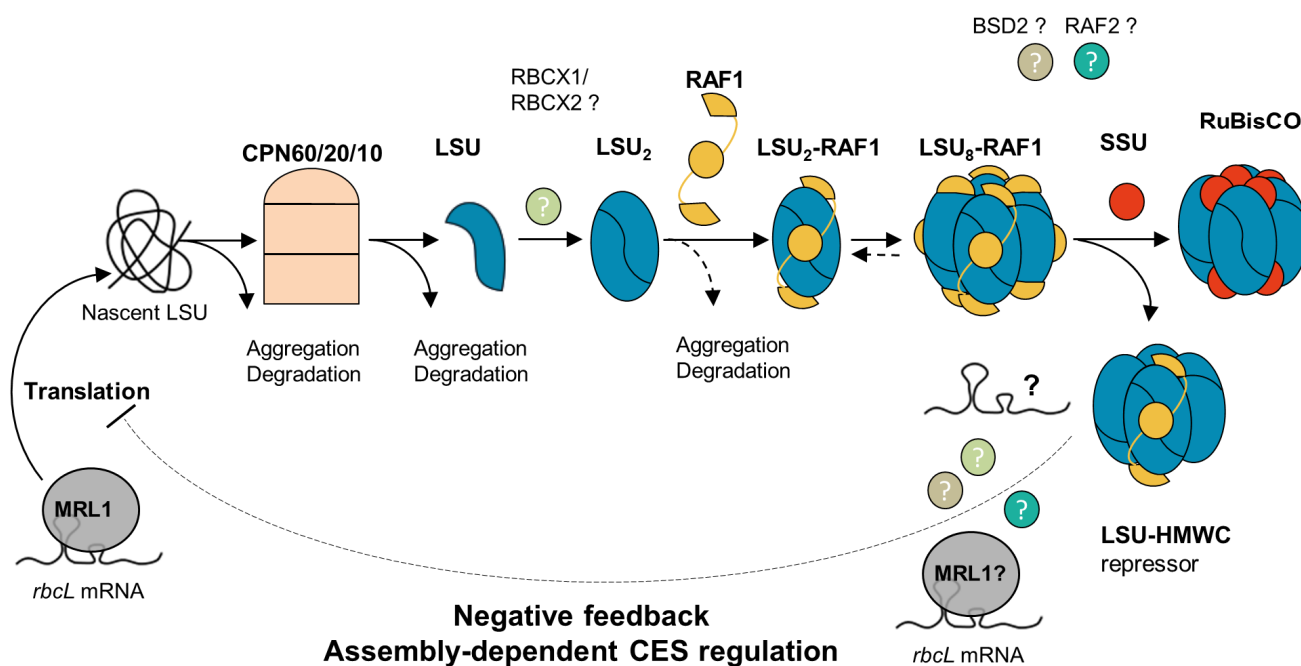 BSD2 ? RAF2 ?
? ?
RBCX1/
RBCX2 ?
RAF1
RuBisCO
CPN60/20/10
LSU
LSU₂
LSU₂-RAF1
LSU₈-RAF1
SSU
?
Nascent LSU
Aggregation
Degradation
Aggregation
Degradation
Aggregation
Degradation
Translation
?
MRL1
rbcL mRNA
?
?
?
MRL1?
rbcL mRNA
LSU-HMWC
repressor
Negative feedback
Assembly-dependent CES regulation